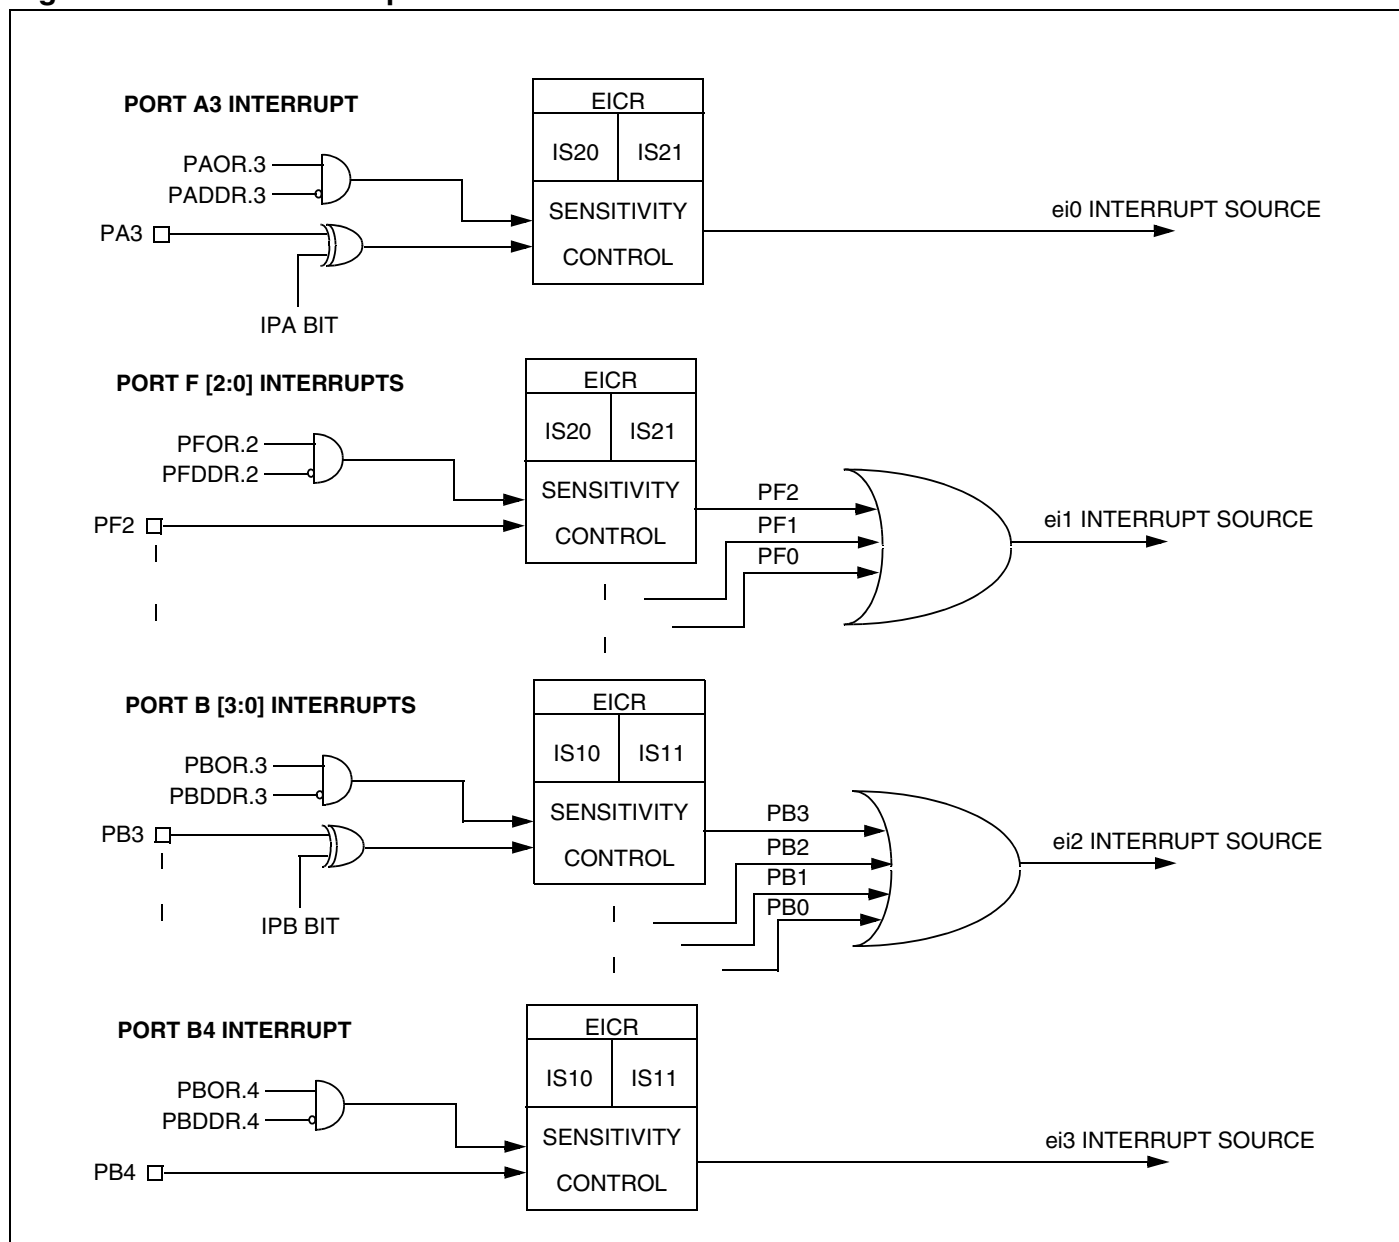 PORT A3 INTERRUPT
EICR
IS20 IS21
PAOR.3
PADDR.3
SENSITIVITY
CONTROL
PA3
IPA BIT
ei0 INTERRUPT SOURCE
PORT F [2:0] INTERRUPTS
EICR
IS20 IS21
PFOR.2
PFDDR.2
SENSITIVITY
CONTROL
PF2
PF2
PF1
PF0
ei1 INTERRUPT SOURCE
PORT B [3:0] INTERRUPTS
EICR
IS10 IS11
PBOR.3
PBDDR.3
SENSITIVITY
CONTROL
PB3
IPB BIT
PB3
PB2
PB1
PB0
ei2 INTERRUPT SOURCE
PORT B4 INTERRUPT
EICR
IS10 IS11
PBOR.4
PBDDR.4
SENSITIVITY
CONTROL
PB4
ei3 INTERRUPT SOURCE